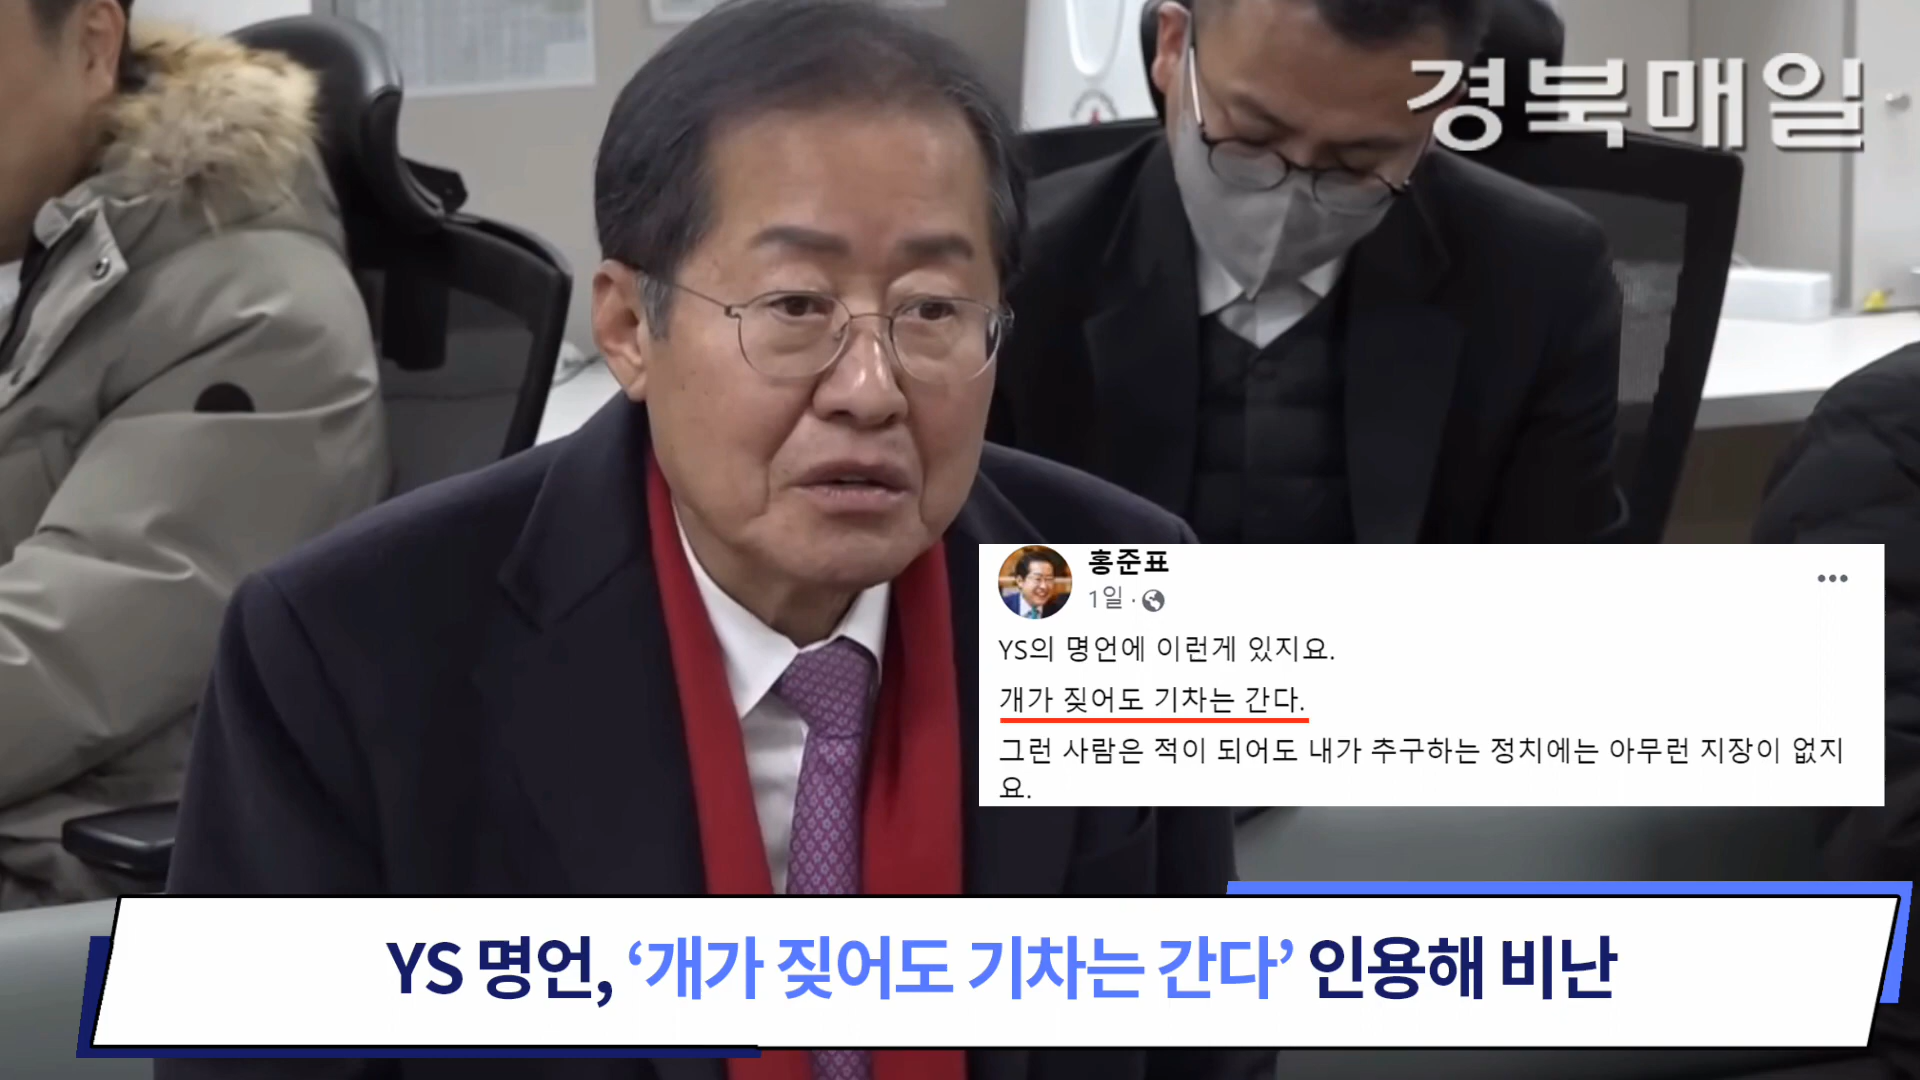 경북매일
홍준표
1일 ·
YS의 명언에 이런게 있지요.
개가 짖어도 기차는 간다.
그런 사람은 적이 되어도 내가 추구하는 정치에는 아무런 지장이 없지
요.
YS 명언, ‘개가 짖어도 기차는 간다’ 인용해 비난